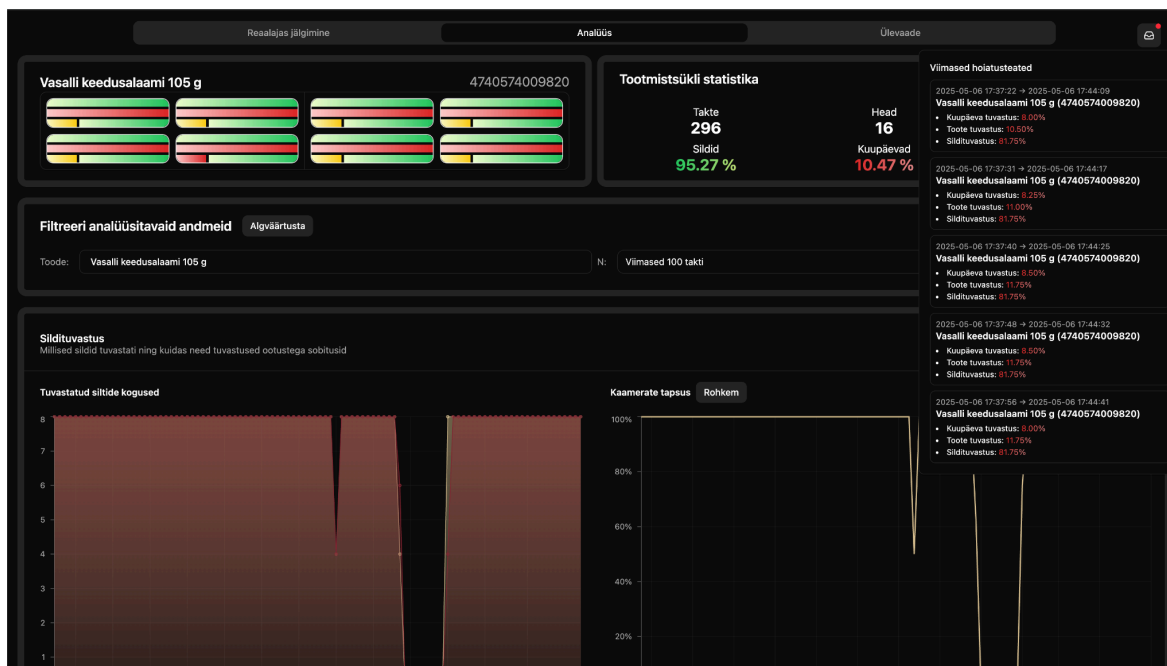 Reaalajas jälgimine
Analüüs
Ülevaade
Vasalli keedusalaami 105 g
4740574009820
Tootmistsükli statistika
Takte
296
Head
16
Sildid
95.27 %
Kuupäevad
10.47 %
Filtreeri analüüsitavaid andmeid
Algväärtusta
Toode:
Vasalli keedusalaami 105 g
N:
Viimased 100 takti
Sildituvastus
Millised sildid tuvastati ning kuidas need tuvastused ootustega sobitusid
Tuvastatud siltide kogused
8
7
6
5
4
3
2
1
Kaamerate tapsus
Rohkem
100%
80%
60%
40%
20%
Viimased hoiatusteated
2025-05-06 17:37:22 → 2025-05-06 17:44:09
Vasalli keedusalaami 105 g (4740574009820)
• Kuupäeva tuvastus: 8.00%
• Toote tuvastus: 10.50%
• Sildituvastus: 81.75%
2025-05-06 17:37:31 → 2025-05-06 17:44:17
Vasalli keedusalaami 105 g (4740574009820)
• Kuupäeva tuvastus: 8.25%
• Toote tuvastus: 11.00%
• Sildituvastus: 81.75%
2025-05-06 17:37:40 → 2025-05-06 17:44:25
Vasalli keedusalaami 105 g (4740574009820)
• Kuupäeva tuvastus: 8.50%
• Toote tuvastus: 11.75%
• Sildituvastus: 81.75%
2025-05-06 17:37:48 → 2025-05-06 17:44:32
Vasalli keedusalaami 105 g (4740574009820)
• Kuupäeva tuvastus: 8.50%
• Toote tuvastus: 11.75%
• Sildituvastus: 81.75%
2025-05-06 17:37:56 → 2025-05-06 17:44:41
Vasalli keedusalaami 105 g (4740574009820)
• Kuupäeva tuvastus: 8.00%
• Toote tuvastus: 11.75%
• Sildituvastus: 81.75%